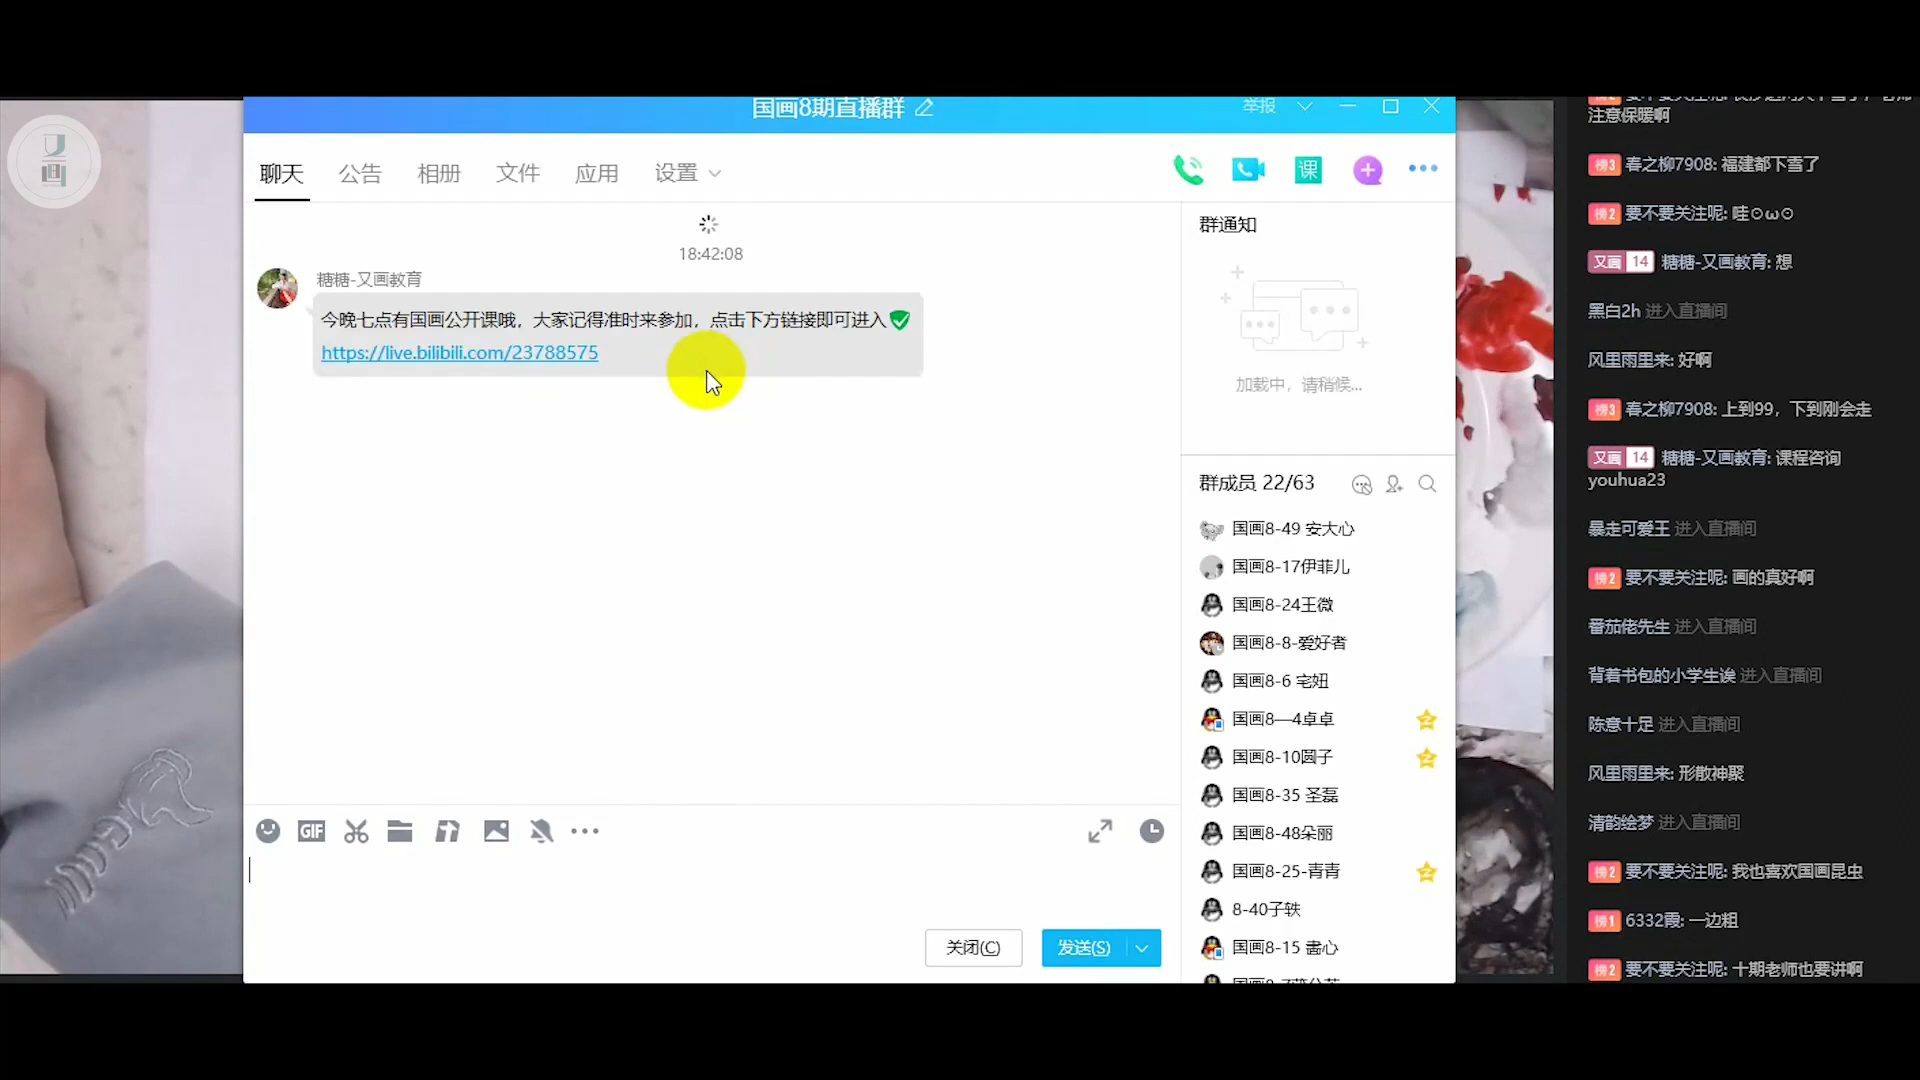 国画8期直播群
举报
聊天 公告 相册 文件 应用 设置
课
18:42:08
糖糖-又画教育
今晚七点有国画公开课哦，大家记得准时来参加，点击下方链接即可进入
https://live.bilibili.com/23788575
GIF
关闭(C)
发送(S)
群通知
加载中，请稍候...
群成员 22/63
国画8-49 安大心
国画8-17伊菲儿
国画8-24王微
国画8-8-爱好者
国画8-6 宅妞
国画8—4卓卓
国画8-10圆子
国画8-35 圣磊
国画8-48朵丽
国画8-25-青青
8-40子轶
国画8-15 盡心
注意保暖啊
榜3 春之柳7908: 福建都下雪了
榜2 要不要关注呢: 哇⊙ω⊙
又画 14 糖糖-又画教育: 想
黑白2h 进入直播间
风里雨里来: 好啊
榜3 春之柳7908: 上到99，下到刚会走
又画 14 糖糖-又画教育: 课程咨询
youhua23
暴走可爱王 进入直播间
榜2 要不要关注呢: 画的真好啊
番茄佬先生 进入直播间
背着书包的小学生诶 进入直播间
陈意十足 进入直播间
风里雨里来: 形散神聚
清韵绘梦 进入直播间
榜2 要不要关注呢: 我也喜欢国画昆虫
榜1 6332霞: 一边粗
榜2 要不要关注呢: 十期老师也要讲啊